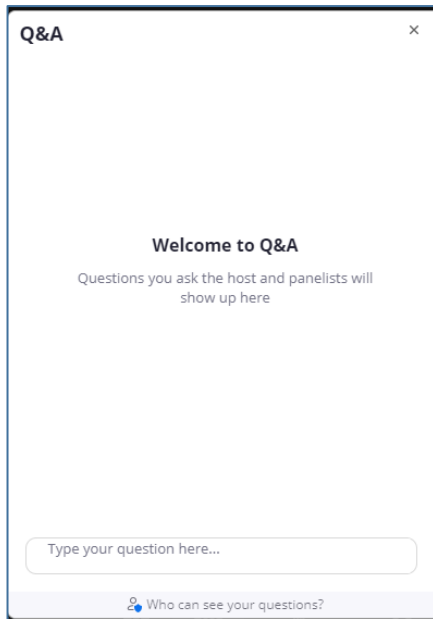 Q&A
Welcome to Q&A
Questions you ask the host and panelists will
show up here
Type your question here...
Who can see your questions?